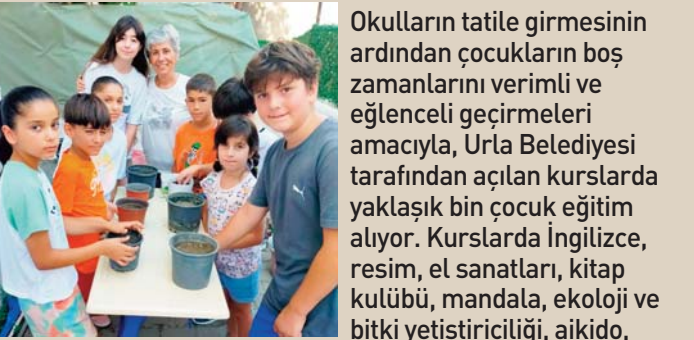 Okulların tatile girmesinin
ardından çocukların boş
zamanlarını verimli ve
eğlenceli geçirmeleri
amacıyla, Urla Belediyesi
tarafından açılan kurslarda
yaklaşık bin çocuk eğitim
alıyor. Kurslarda İngilizce,
resim, el sanatları, kitap
kulübü, mandala, ekoloji ve
bitki yetiştiriciliği, aikido,